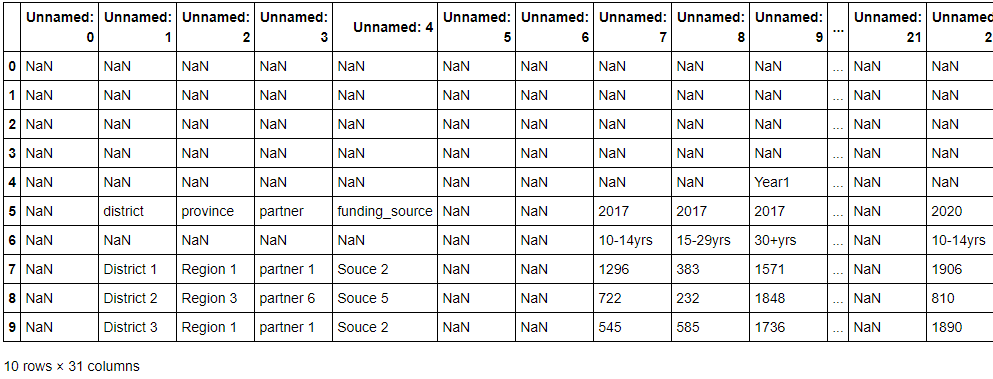 Unnamed: 0 Unnamed: 1 Unnamed: 2 Unnamed: 3 Unnamed: 4 Unnamed: 5 Unnamed: 6 Unnamed: 7 Unnamed: 8 Unnamed: 9 ... Unnamed: 21 Unnamed: 2
0 NaN NaN NaN NaN NaN NaN NaN NaN NaN NaN ... NaN NaN
1 NaN NaN NaN NaN NaN NaN NaN NaN NaN NaN ... NaN NaN
2 NaN NaN NaN NaN NaN NaN NaN NaN NaN NaN ... NaN NaN
3 NaN NaN NaN NaN NaN NaN NaN NaN NaN NaN ... NaN NaN
4 NaN NaN NaN NaN NaN NaN NaN NaN NaN Year1 ... NaN NaN
5 NaN district province partner funding_source NaN NaN 2017 2017 2017 ... NaN 2020
6 NaN NaN NaN NaN NaN NaN NaN 10-14yrs 15-29yrs 30+yrs ... NaN 10-14yrs
7 NaN District 1 Region 1 partner 1 Souce 2 NaN NaN 1296 383 1571 ... NaN 1906
8 NaN District 2 Region 3 partner 6 Souce 5 NaN NaN 722 232 1848 ... NaN 810
9 NaN District 3 Region 1 partner 1 Souce 2 NaN NaN 545 585 1736 ... NaN 1890
10 rows × 31 columns